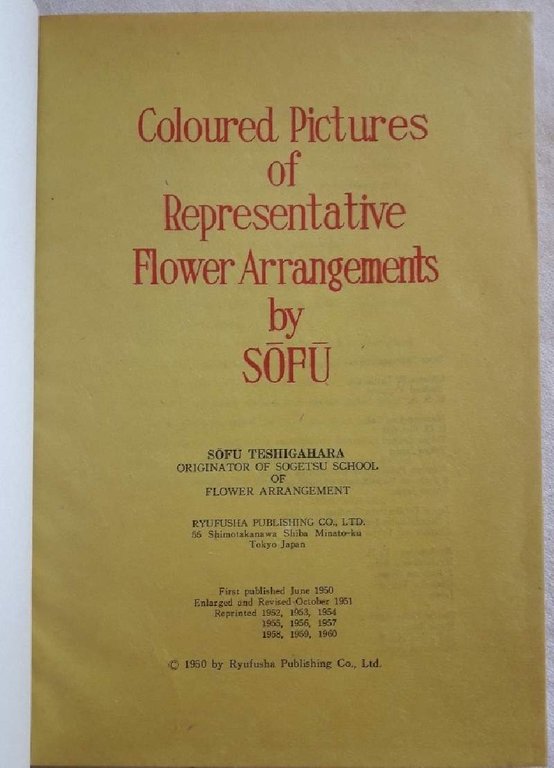 Coloured Pictures
of
Representative
Flower Arrangements
by
SŌFŪ
SŌFU TESHIGAHARA
ORIGINATOR OF SOGETSU SCHOOL
OF
FLOWER ARRANGEMENT
RYUFUSHA PUBLISHING CO., LTD.
55 Shimotakanawa Shiba Minato-ku
Tokyo Japan
First published June 1950
Enlarged and Revised October 1951
Reprinted 1952, 1953, 1954
1955, 1956, 1957
1958, 1959, 1960
© 1950 by Ryufusha Publishing Co., Ltd.